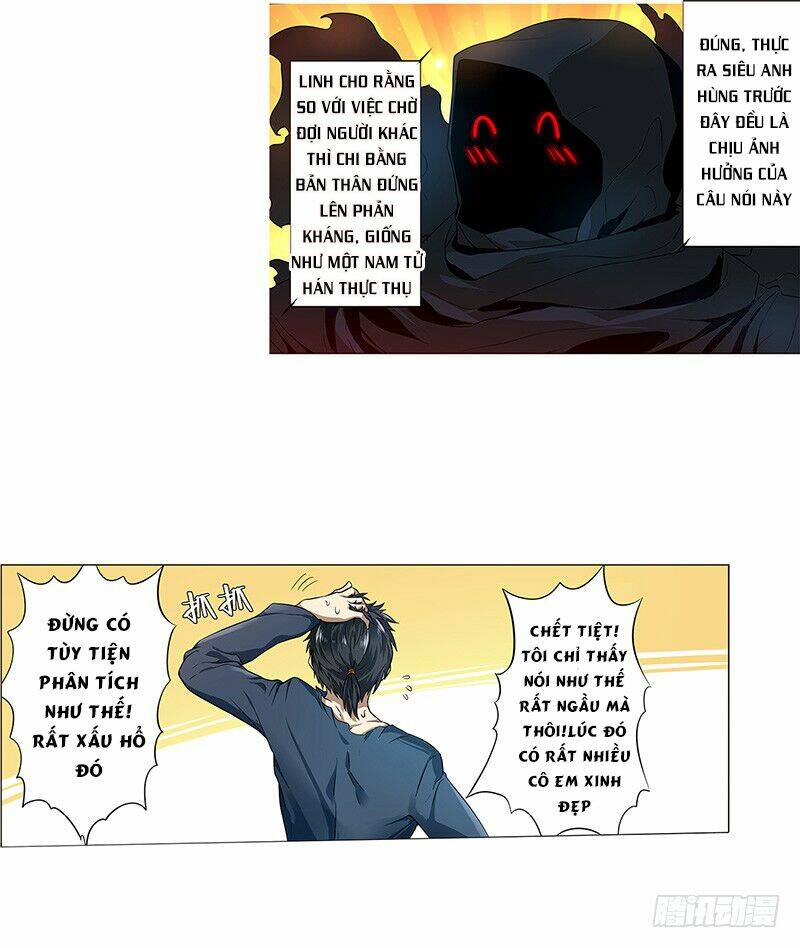 ĐÚNG, THỰC
RA SIÊU ANH
HÙNG TRƯỚC
ĐÂY ĐỀU LÀ
CHỊU ẢNH
HƯỞNG CỦA
CÂU NÓI NÀY
LINH CHO RẰNG
SO VỚI VIỆC CHỜ
ĐỢI NGƯỜI KHÁC
THÌ CHI BẰNG
BẢN THÂN ĐỨNG
LÊN PHẢN
KHÁNG, GIỐNG
NHƯ MỘT NAM TỬ
HÁN THỰC THỤ
CHẾT TIỆT!
TÔI CHỈ THẤY
NÓI NHƯ THẾ
RẤT NGẦU MÀ
THÔI!LÚC ĐÓ
CÓ RẤT NHIỀU
CÔ EM XINH
ĐẸP
抓 抓
ĐỪNG CÓ
TÙY TIỆN
PHÂN TÍCH
NHƯ THẾ!
RẤT XẤU HỔ
ĐÓ
腾讯动漫